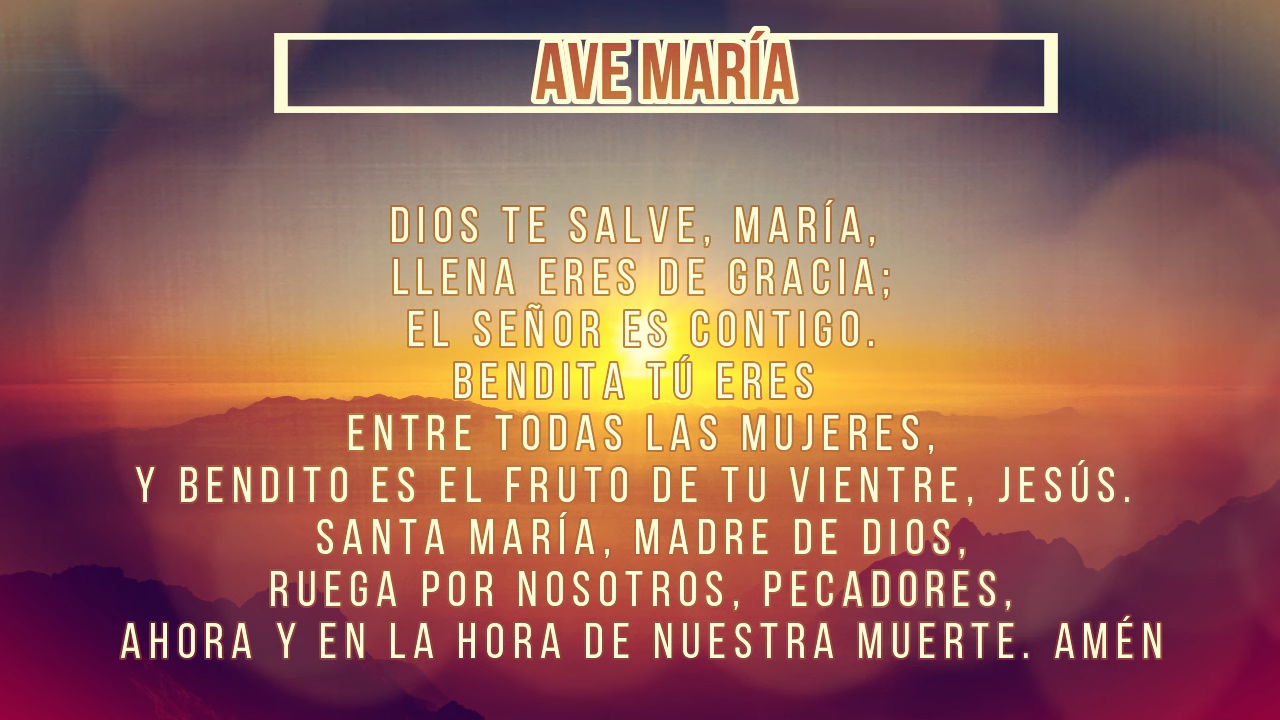 AVE MARÍA
DIOS TE SALVE, MARÍA,
LLENA ERES DE GRACIA;
EL SEÑOR ES CONTIGO.
BENDITA TÚ ERES
ENTRE TODAS LAS MUJERES,
Y BENDITO ES EL FRUTO DE TU VIENTRE, JESÚS.
SANTA MARÍA, MADRE DE DIOS,
RUEGA POR NOSOTROS, PECADORES,
AHORA Y EN LA HORA DE NUESTRA MUERTE. AMÉN